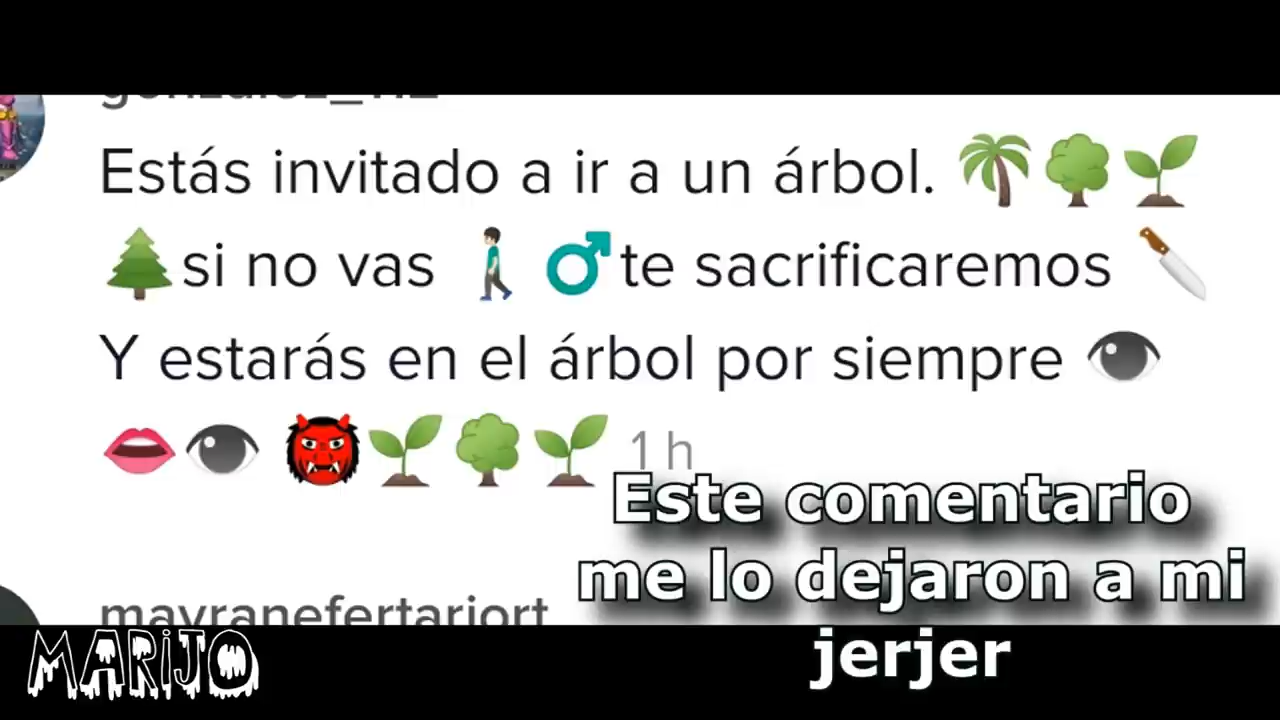 Estás invitado a ir a un árbol. 🌴🌳🌱
🌲si no vas 🚶🏻 ♂te sacrificaremos 🔪
Y estarás en el árbol por siempre 👁
👄👁 👹🌱🌳🌱 1 h
Este comentario
me lo dejaron a mi
jerjer
mayranefertariort
MARIJO